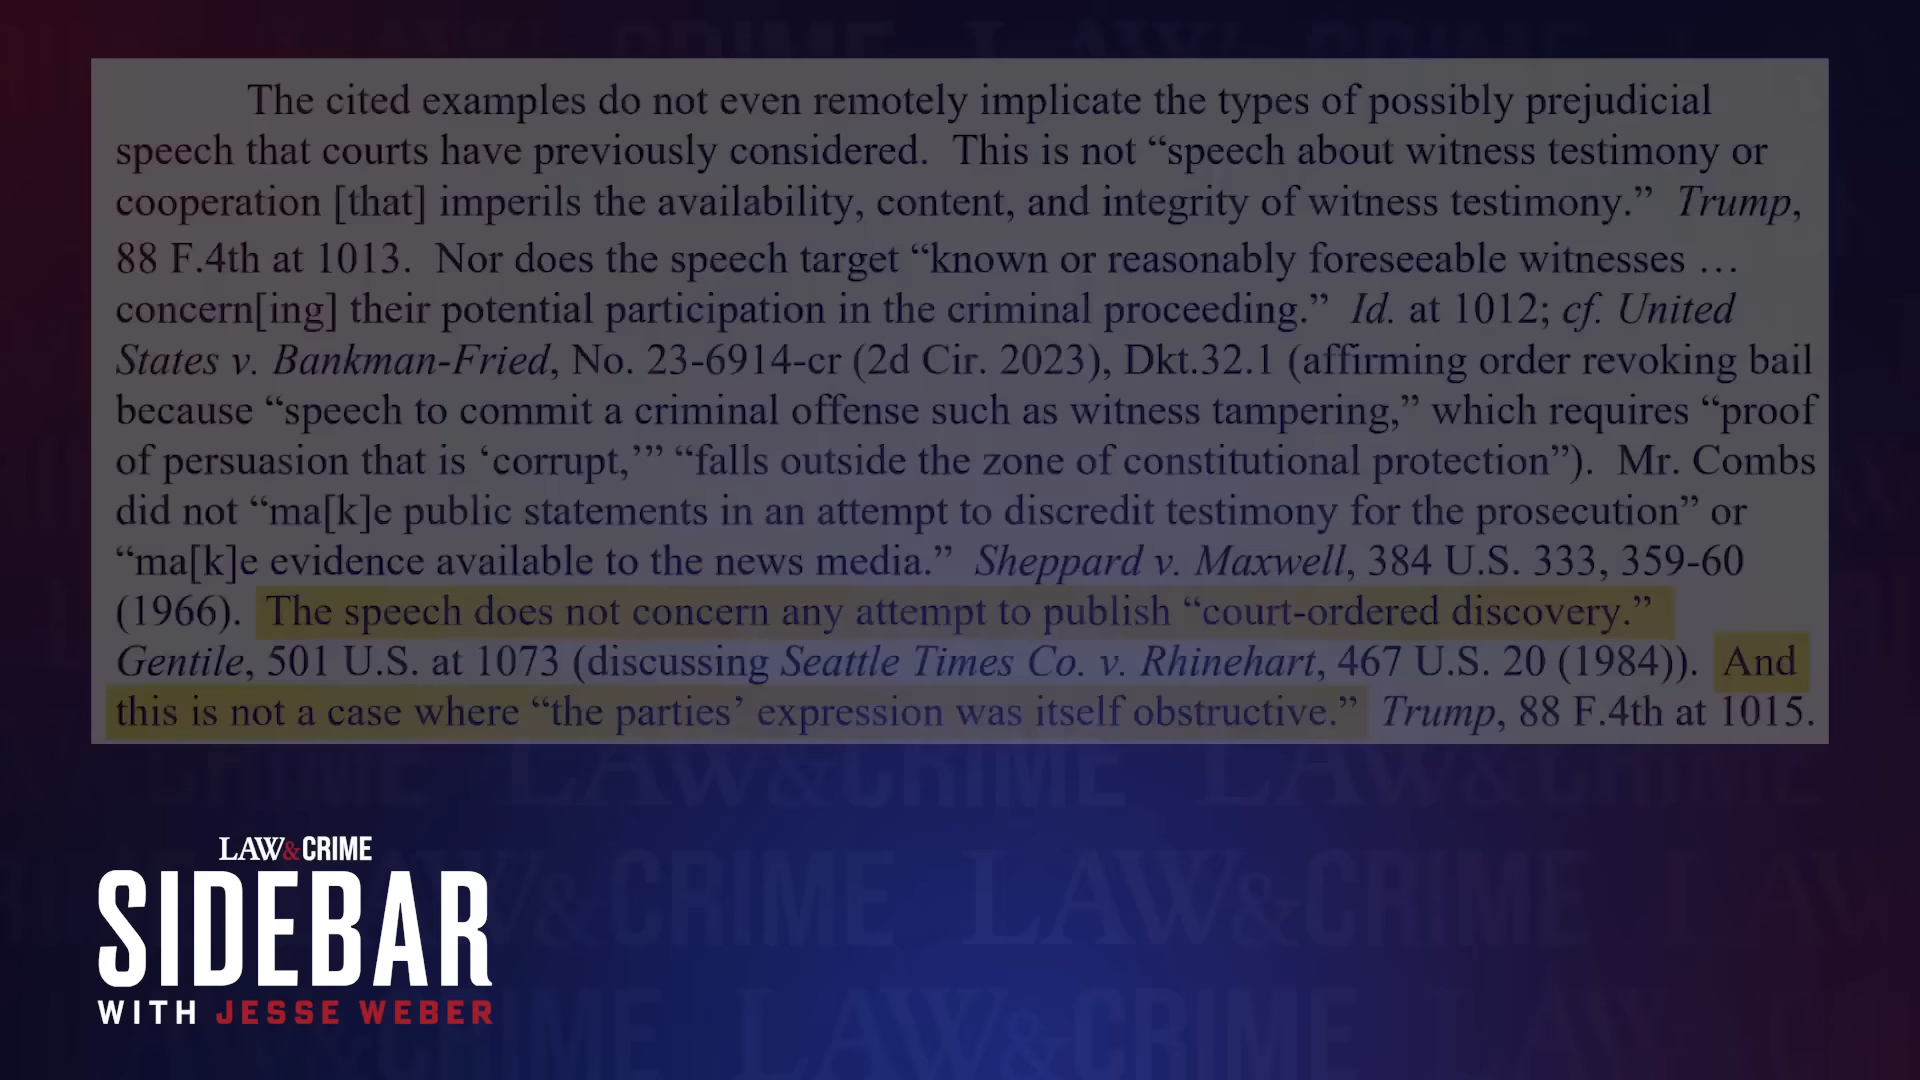 The cited examples do not even remotely implicate the types of possibly prejudicial
speech that courts have previously considered.  This is not “speech about witness testimony or
cooperation [that] imperils the availability, content, and integrity of witness testimony.”  Trump,
88 F.4th at 1013.  Nor does the speech target “known or reasonably foreseeable witnesses …
concern[ing] their potential participation in the criminal proceeding.”  Id. at 1012; cf. United
States v. Bankman-Fried, No. 23-6914-cr (2d Cir. 2023), Dkt.32.1 (affirming order revoking bail
because “speech to commit a criminal offense such as witness tampering,” which requires “proof
of persuasion that is ‘corrupt,’” “falls outside the zone of constitutional protection”).  Mr. Combs
did not “ma[k]e public statements in an attempt to discredit testimony for the prosecution” or
“ma[k]e evidence available to the news media.”  Sheppard v. Maxwell, 384 U.S. 333, 359-60
(1966).  The speech does not concern any attempt to publish “court-ordered discovery.”
Gentile, 501 U.S. at 1073 (discussing Seattle Times Co. v. Rhinehart, 467 U.S. 20 (1984)).  And
this is not a case where “the parties’ expression was itself obstructive.”  Trump, 88 F.4th at 1015.
LAW&CRIME
SIDEBAR
WITH JESSE WEBER